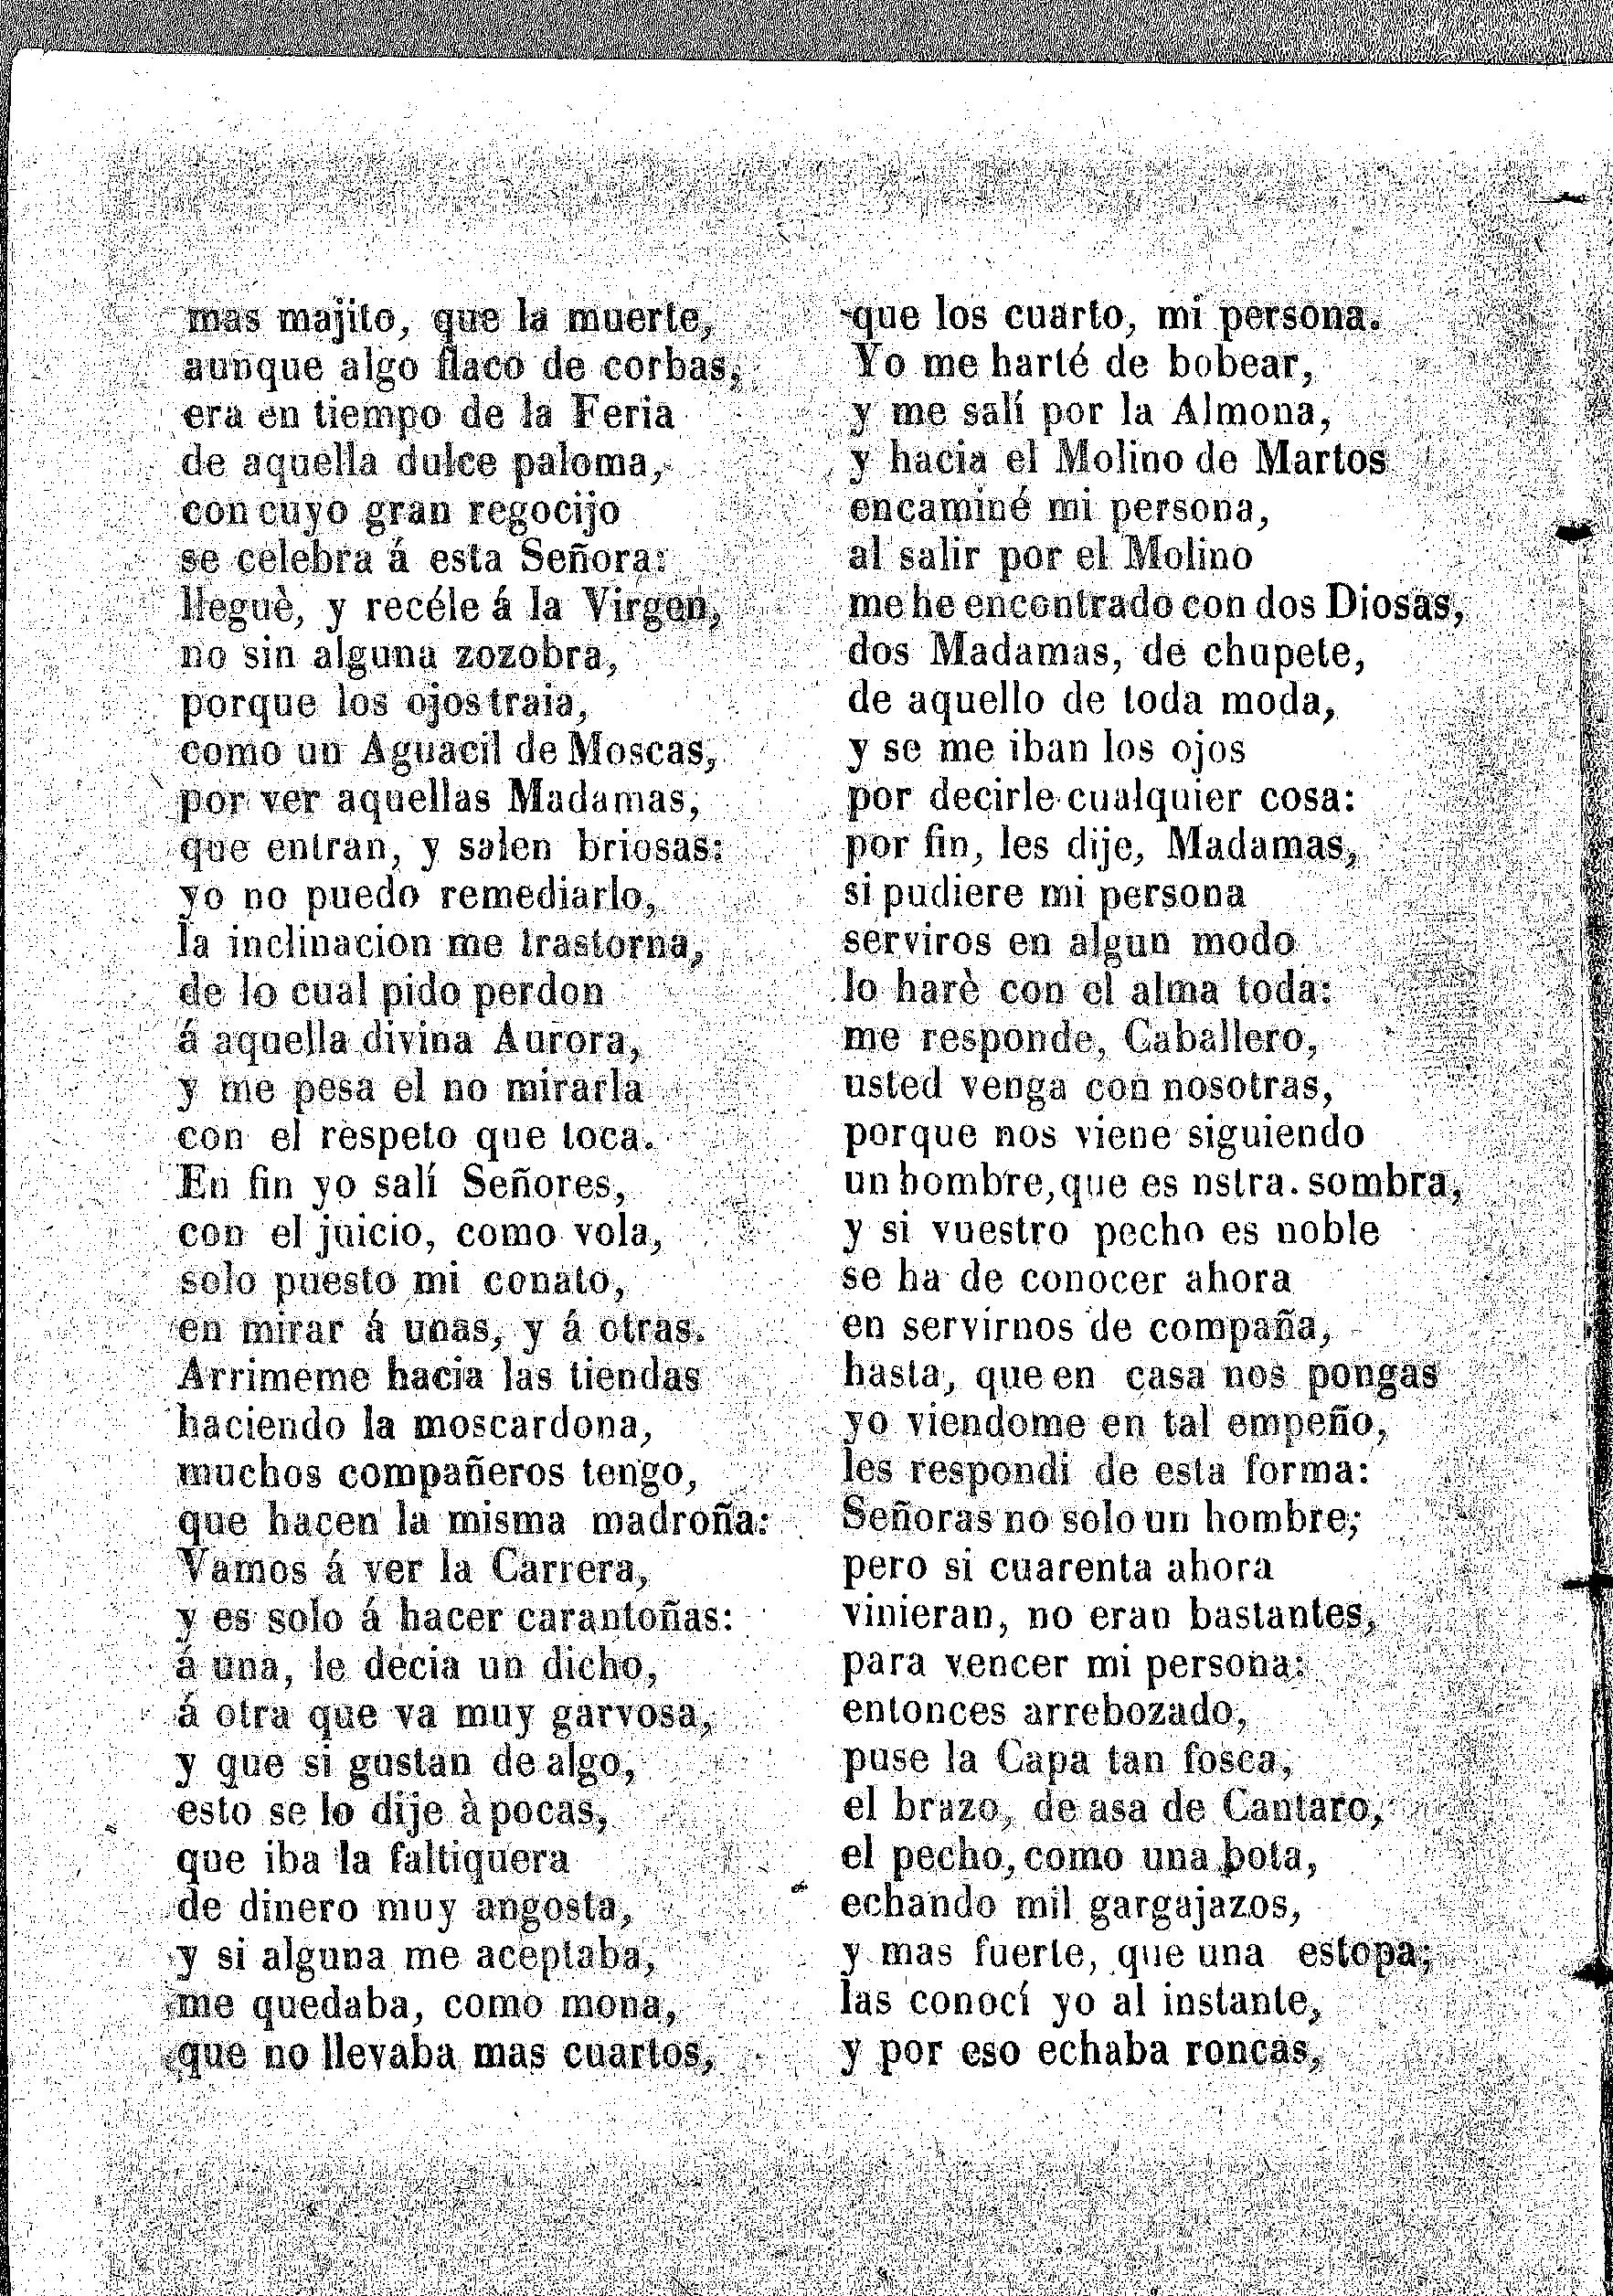 mas majito, que la muerte,
aunque algo flaco de corbas,
era en tiempo de la Feria
de aquella dulce paloma,
con cuyo gran regocijo
se celebra á esta Señora:
lleguè, y recéle á la Virgen,
no sin alguna zozobra,
porque los ojos traia,
como un Aguacil de Moscas,
por ver aquellas Madamas,
que entran, y salen briosas:
yo no puedo remediarlo,
la inclinacion me trastorna,
de lo cual pido perdon
á aquella divina Aurora,
y me pesa el no mirarla
con el respeto que toca.
En fin yo salí Señores,
con el juicio, como vola,
solo puesto mi conato,
en mirar á unas, y á otras.
Arrimeme hacia las tiendas
haciendo la moscardona,
muchos compañeros tengo,
que hacen la misma madroña:
Vamos á ver la Carrera,
y es solo á hacer carantoñas:
á una, le decia un dicho,
á otra que va muy garvosa,
y que si gustan de algo,
esto se lo dije à pocas,
que iba la faltiquera
de dinero muy angosta,
y si alguna me aceptaba,
me quedaba, como mona,
que no llevaba mas cuartos,
que los cuarto, mi persona.
Yo me harté de bobear,
y me salí por la Almona,
y hacia el Molino de Martos
encaminé mi persona,
al salir por el Molino
me he encontrado con dos Diosas,
dos Madamas, de chupete,
de aquello de toda moda,
y se me iban los ojos
por decirle cualquier cosa:
por fin, les dije, Madamas,
si pudiere mi persona
serviros en algun modo
lo harè con el alma toda:
me responde, Caballero,
usted venga con nosotras,
porque nos viene siguiendo
un hombre, que es nstra. sombra,
y si vuestro pecho es noble
se ha de conocer ahora
en servirnos de compaña,
hasta, que en casa nos pongas
yo viendome en tal empeño,
les respondi de esta forma:
Señoras no solo un hombre;
pero si cuarenta ahora
vinieran, no eran bastantes,
para vencer mi persona:
entonces arrebozado,
puse la Capa tan fosca,
el brazo, de asa de Cantaro,
el pecho, como una bota,
echando mil gargajazos,
y mas fuerte, que una estopa;
las conocí yo al instante,
y por eso echaba roncas,